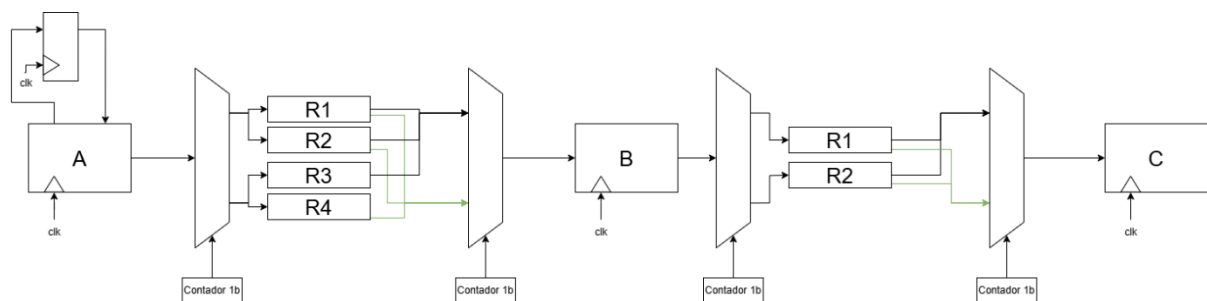 clk
A
clk
R1
R2
R3
R4
Contador 1b
Contador 1b
B
clk
Contador 1b
R1
R2
Contador 1b
C
clk